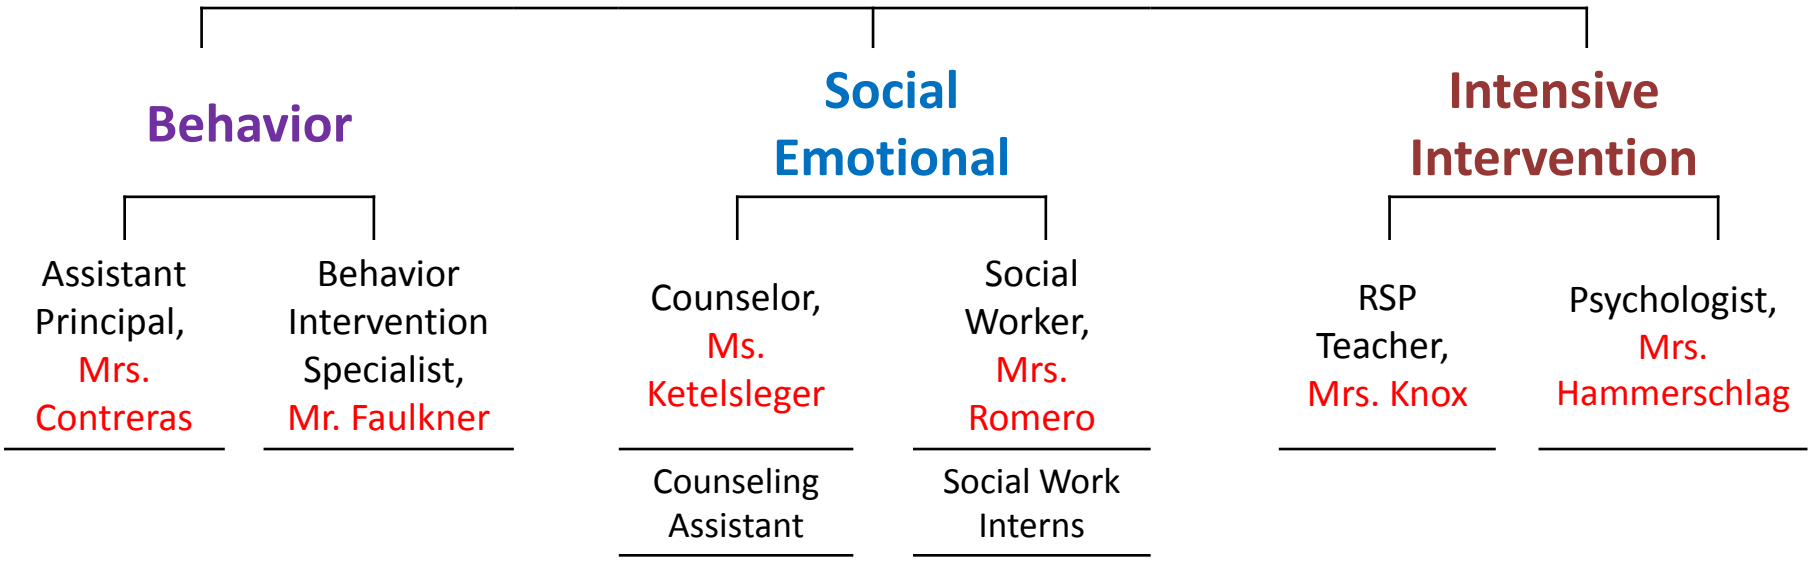 Behavior
Assistant
Principal,
Mrs.
Contreras
Behavior
Intervention
Specialist,
Mr. Faulkner
Social
Emotional
Counselor,
Ms.
Ketelsleger
Counseling
Assistant
Social
Worker,
Mrs.
Romero
Social Work
Interns
Intensive
Intervention
RSP
Teacher,
Mrs. Knox
Psychologist,
Mrs.
Hammerschlag